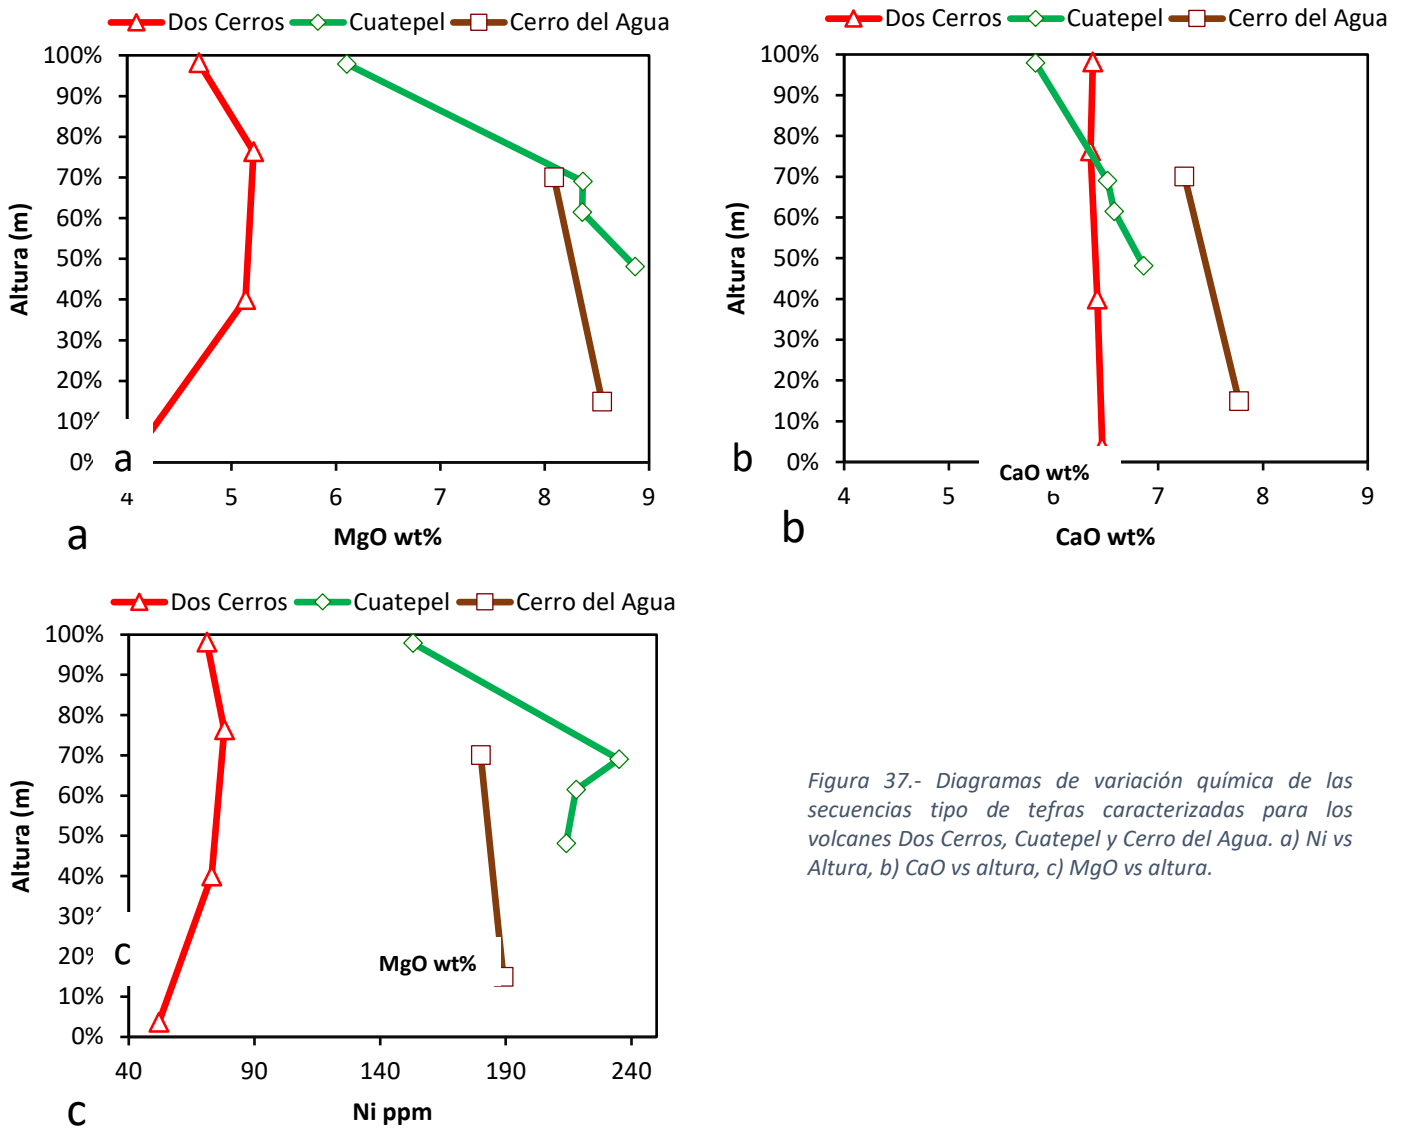 Dos Cerros Cuatepel Cerro del Agua
100%
90%
80%
70%
60%
50%
40%
30%
20%
10%
0%
Altura (m)
4 5 6 7 8 9
MgO wt%
a
a
Dos Cerros Cuatepel Cerro del Agua
100%
90%
80%
70%
60%
50%
40%
30%
20%
10%
0%
Altura (m)
CaO wt%
4 5 6 7 8 9
CaO wt%
b
b
Dos Cerros Cuatepel Cerro del Agua
100%
90%
80%
70%
60%
50%
40%
30%
20%
10%
0%
Altura (m)
MgO wt%
40 90 140 190 240
Ni ppm
c
c
Figura 37.- Diagramas de variación química de las
secuencias tipo de tefras caracterizadas para los
volcanes Dos Cerros, Cuatepel y Cerro del Agua. a) Ni vs
Altura, b) CaO vs altura, c) MgO vs altura.